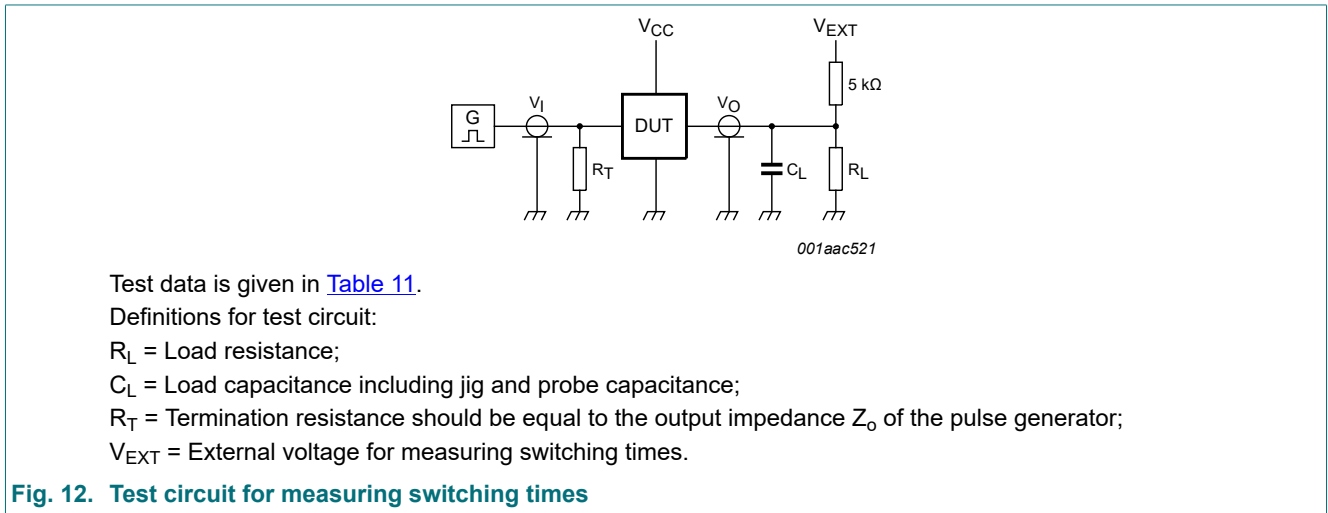 VCC
VEXT
5 kΩ
G
VI
DUT
VO
RT
CL
RL
001aac521
Test data is given in Table 11.
Definitions for test circuit:
RL = Load resistance;
CL = Load capacitance including jig and probe capacitance;
RT = Termination resistance should be equal to the output impedance Zo of the pulse generator;
VEXT = External voltage for measuring switching times.
Fig. 12. Test circuit for measuring switching times